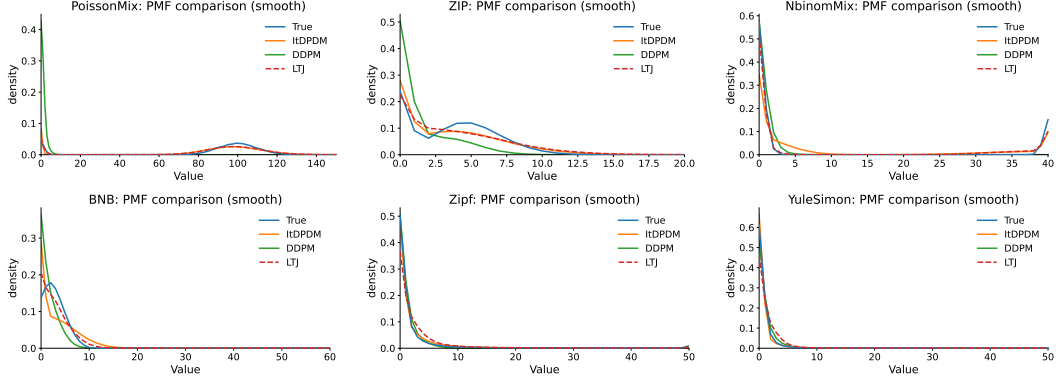 PoissonMix: PMF comparison (smooth)
density
0.4
0.3
0.2
0.1
0.0
0 20 40 60 80 100 120 140
Value
True
ItDPDM
DDPM
LTJ
ZIP: PMF comparison (smooth)
density
0.5
0.4
0.3
0.2
0.1
0.0
0.0 2.5 5.0 7.5 10.0 12.5 15.0 17.5 20.0
Value
True
ItDPDM
DDPM
LTJ
NbinomMix: PMF comparison (smooth)
density
0.6
0.5
0.4
0.3
0.2
0.1
0.0
0 5 10 15 20 25 30 35 40
Value
True
ItDPDM
DDPM
LTJ
BNB: PMF comparison (smooth)
density
0.3
0.2
0.1
0.0
0 10 20 30 40 50 60
Value
True
ItDPDM
DDPM
LTJ
Zipf: PMF comparison (smooth)
density
0.5
0.4
0.3
0.2
0.1
0.0
0 10 20 30 40 50
Value
True
ItDPDM
DDPM
LTJ
YuleSimon: PMF comparison (smooth)
density
0.6
0.5
0.4
0.3
0.2
0.1
0.0
0 10 20 30 40 50
Value
True
ItDPDM
DDPM
LTJ